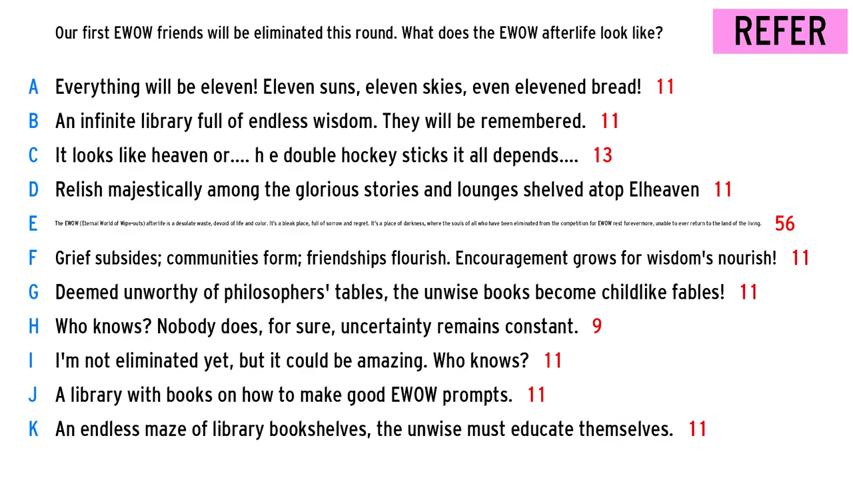 Our first EWOW friends will be eliminated this round. What does the EWOW afterlife look like?
REFER
A Everything will be eleven! Eleven suns, eleven skies, even elevened bread! 11
B An infinite library full of endless wisdom. They will be remembered. 11
C It looks like heaven or.... h e double hockey sticks it all depends.... 13
D Relish majestically among the glorious stories and lounges shelved atop Elheaven 11
E The EWOW (Eternal World of Wipe-outs) afterlife is a desolate waste, devoid of life and color. It's a bleak place, full of sorrow and regret. It's a place of darkness, where the souls of all who have been eliminated from the competition for EWOW rest forevermore, unable to ever return to the land of the living. 56
F Grief subsides; communities form; friendships flourish. Encouragement grows for wisdom's nourish! 11
G Deemed unworthy of philosophers' tables, the unwise books become childlike fables! 11
H Who knows? Nobody does, for sure, uncertainty remains constant. 9
I I'm not eliminated yet, but it could be amazing. Who knows? 11
J A library with books on how to make good EWOW prompts. 11
K An endless maze of library bookshelves, the unwise must educate themselves. 11